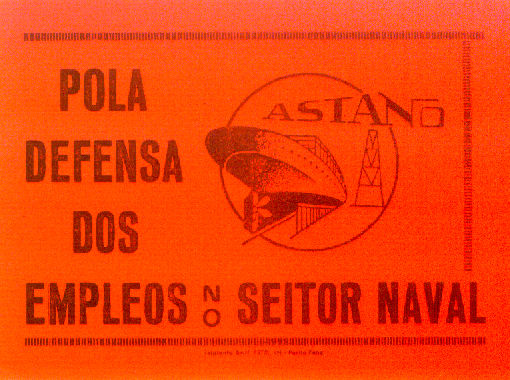 POLA
DEFENSA
DOS
EMPLEOS NO SEITOR NAVAL
ASTANO